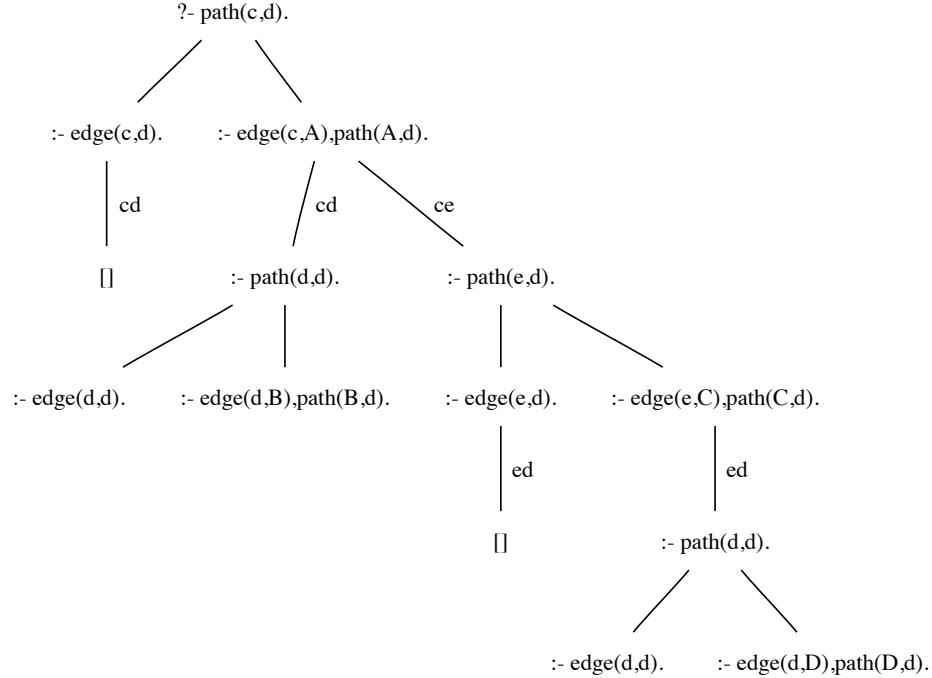 ?- path(c,d).
:- edge(c,d). :- edge(c,A),path(A,d).
cd cd ce
[] :- path(d,d). :- path(e,d).
:- edge(d,d). :- edge(d,B),path(B,d). :- edge(e,d). :- edge(e,C),path(C,d).
ed ed
[] :- path(d,d).
:- edge(d,d). :- edge(d,D),path(D,d).